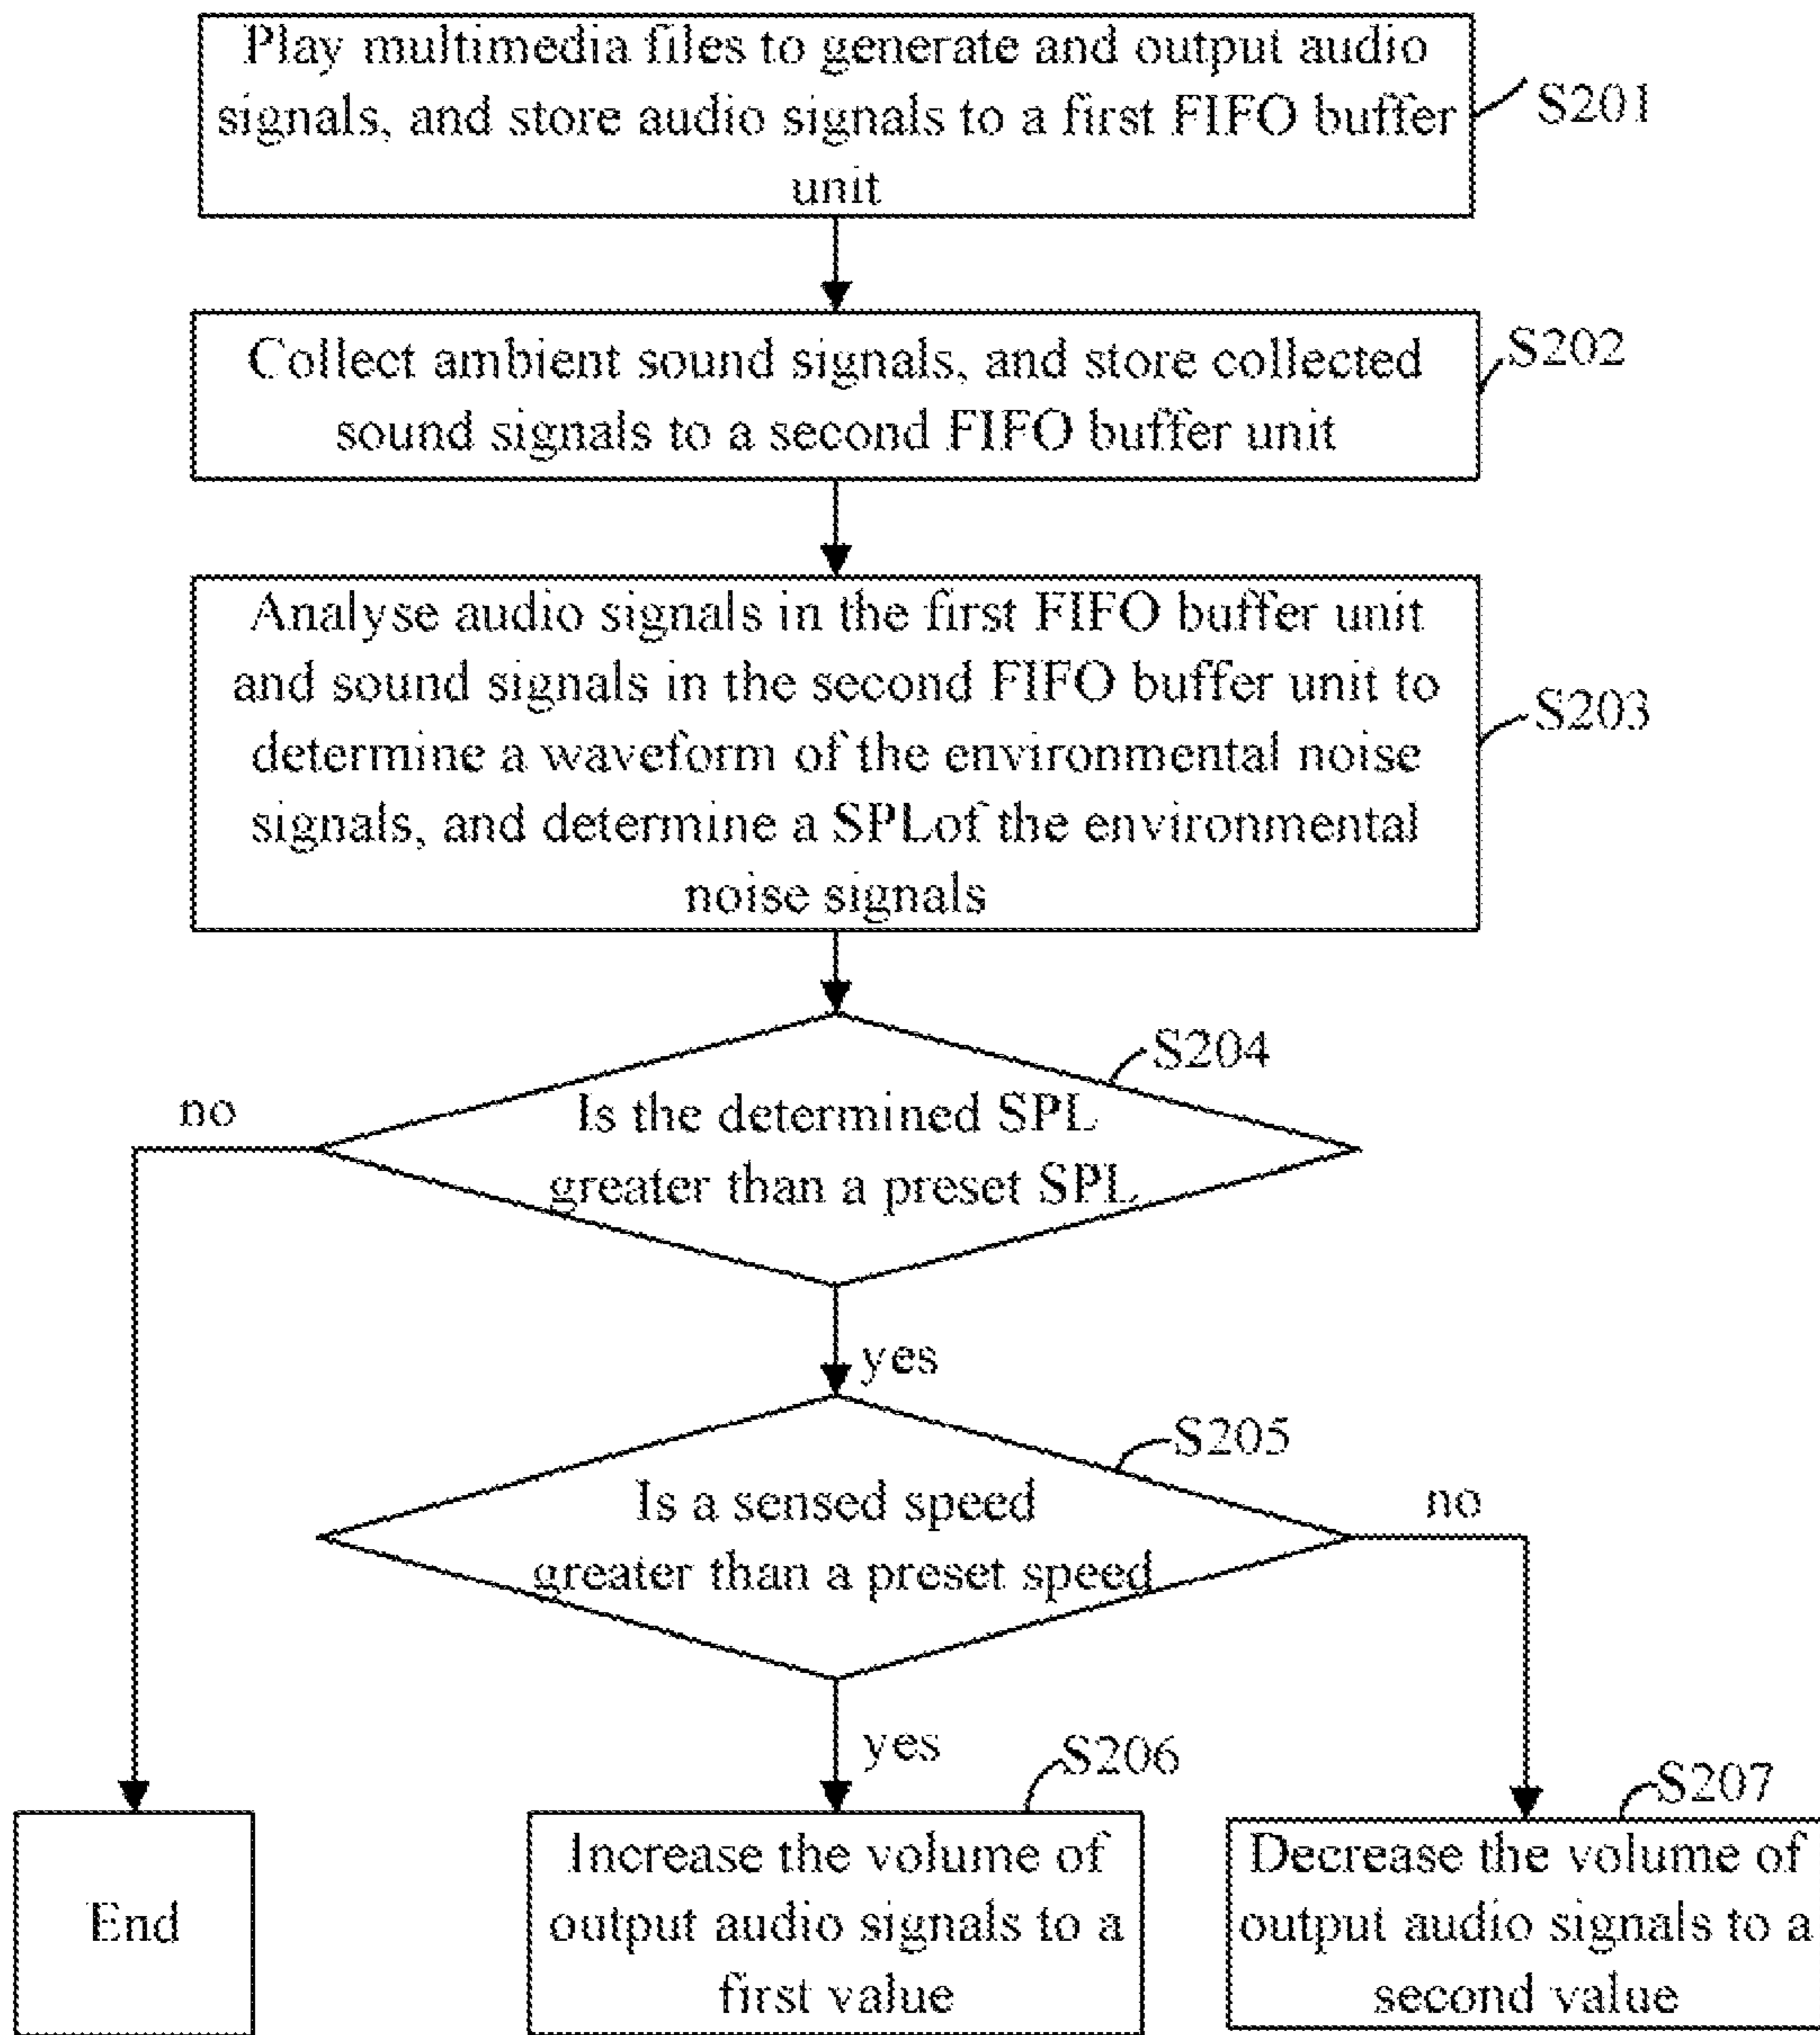 Play multimedia files to generate and output audio
signals, and store audio signals to a first FIFO buffer
unit
S201
Collect ambient sound signals, and store collected
sound signals to a second FIFO buffer unit
S202
Analyse audio signals in the first FIFO buffer unit
and sound signals in the second FIFO buffer unit to
determine a waveform of the environmental noise
signals, and determine a SPLof the environmental
noise signals
S203
S204
Is the determined SPL
greater than a preset SPL
no
yes
S205
Is a sensed speed
greater than a preset speed
no
yes
End
S206
Increase the volume of
output audio signals to a
first value
S207
Decrease the volume of
output audio signals to a
second value